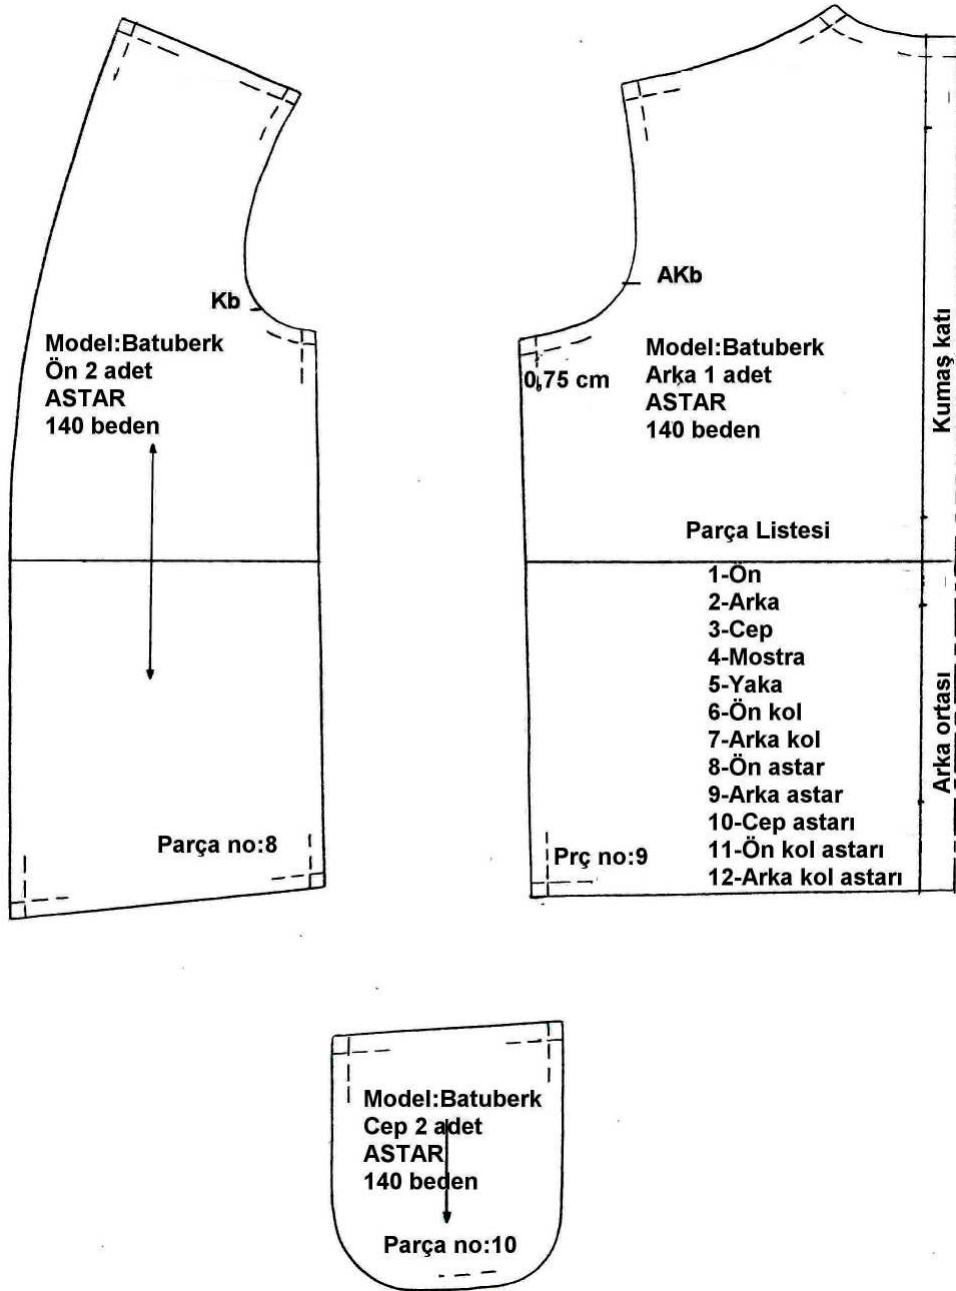 Kb
Model:Batuberk
Ön 2 adet
ASTAR
140 beden
Parça no:8
AKb
0,75 cm
Model:Batuberk
Arka 1 adet
ASTAR
140 beden
Kumaş katı
Parça Listesi
1-Ön
2-Arka
3-Cep
4-Mostra
5-Yaka
6-Ön kol
7-Arka kol
8-Ön astar
9-Arka astar
10-Cep astarı
11-Ön kol astarı
12-Arka kol astarı
Arka ortası
Prç no:9
Model:Batuberk
Cep 2 adet
ASTAR
140 beden
Parça no:10